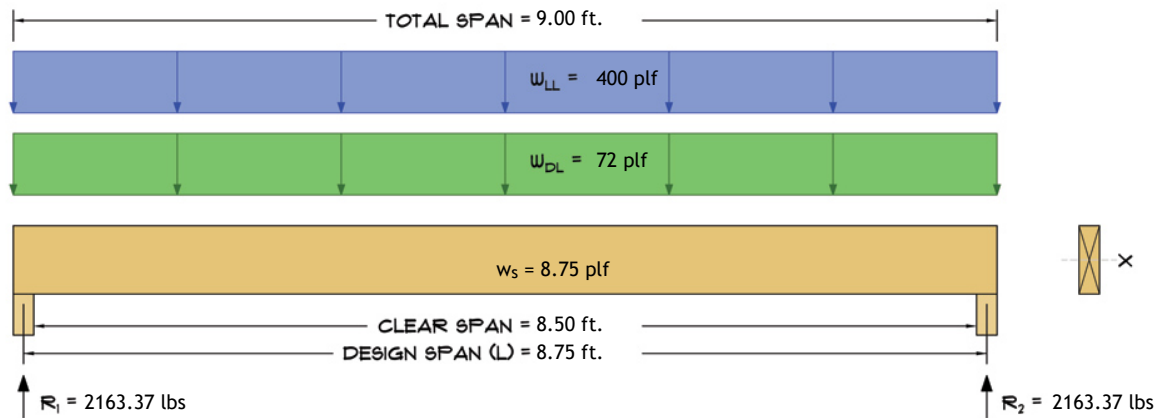 TOTAL SPAN = 9.00 ft.
WLL = 400 plf
WDL = 72 plf
ws = 8.75 plf
X
CLEAR SPAN = 8.50 ft.
DESIGN SPAN (L) = 8.75 ft.
R1 = 2163.37 lbs
R2 = 2163.37 lbs